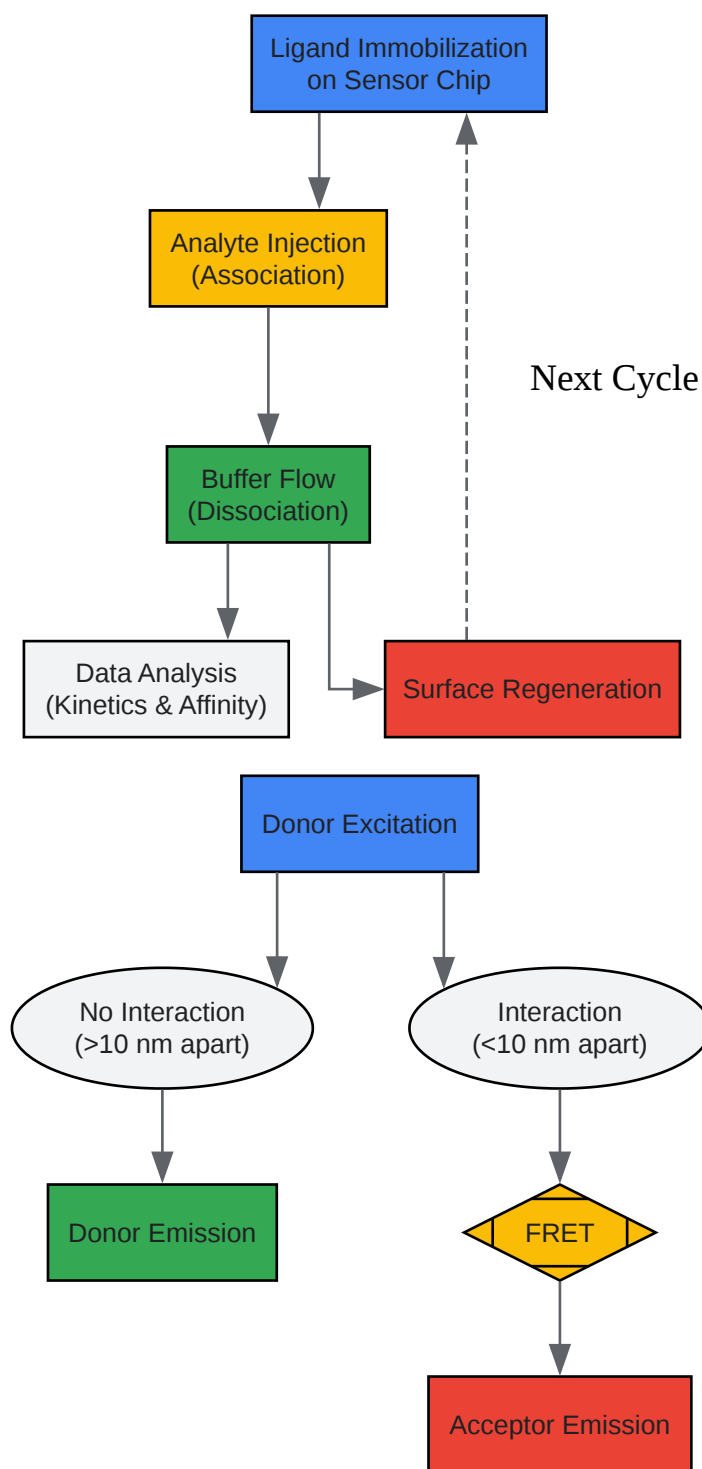 Ligand Immobilization
on Sensor Chip
Analyte Injection
(Association)
Next Cycle
Buffer Flow
(Dissociation)
Data Analysis
(Kinetics & Affinity)
Surface Regeneration
Donor Excitation
No Interaction
(>10 nm apart)
Interaction
(<10 nm apart)
Donor Emission
FRET
Acceptor Emission